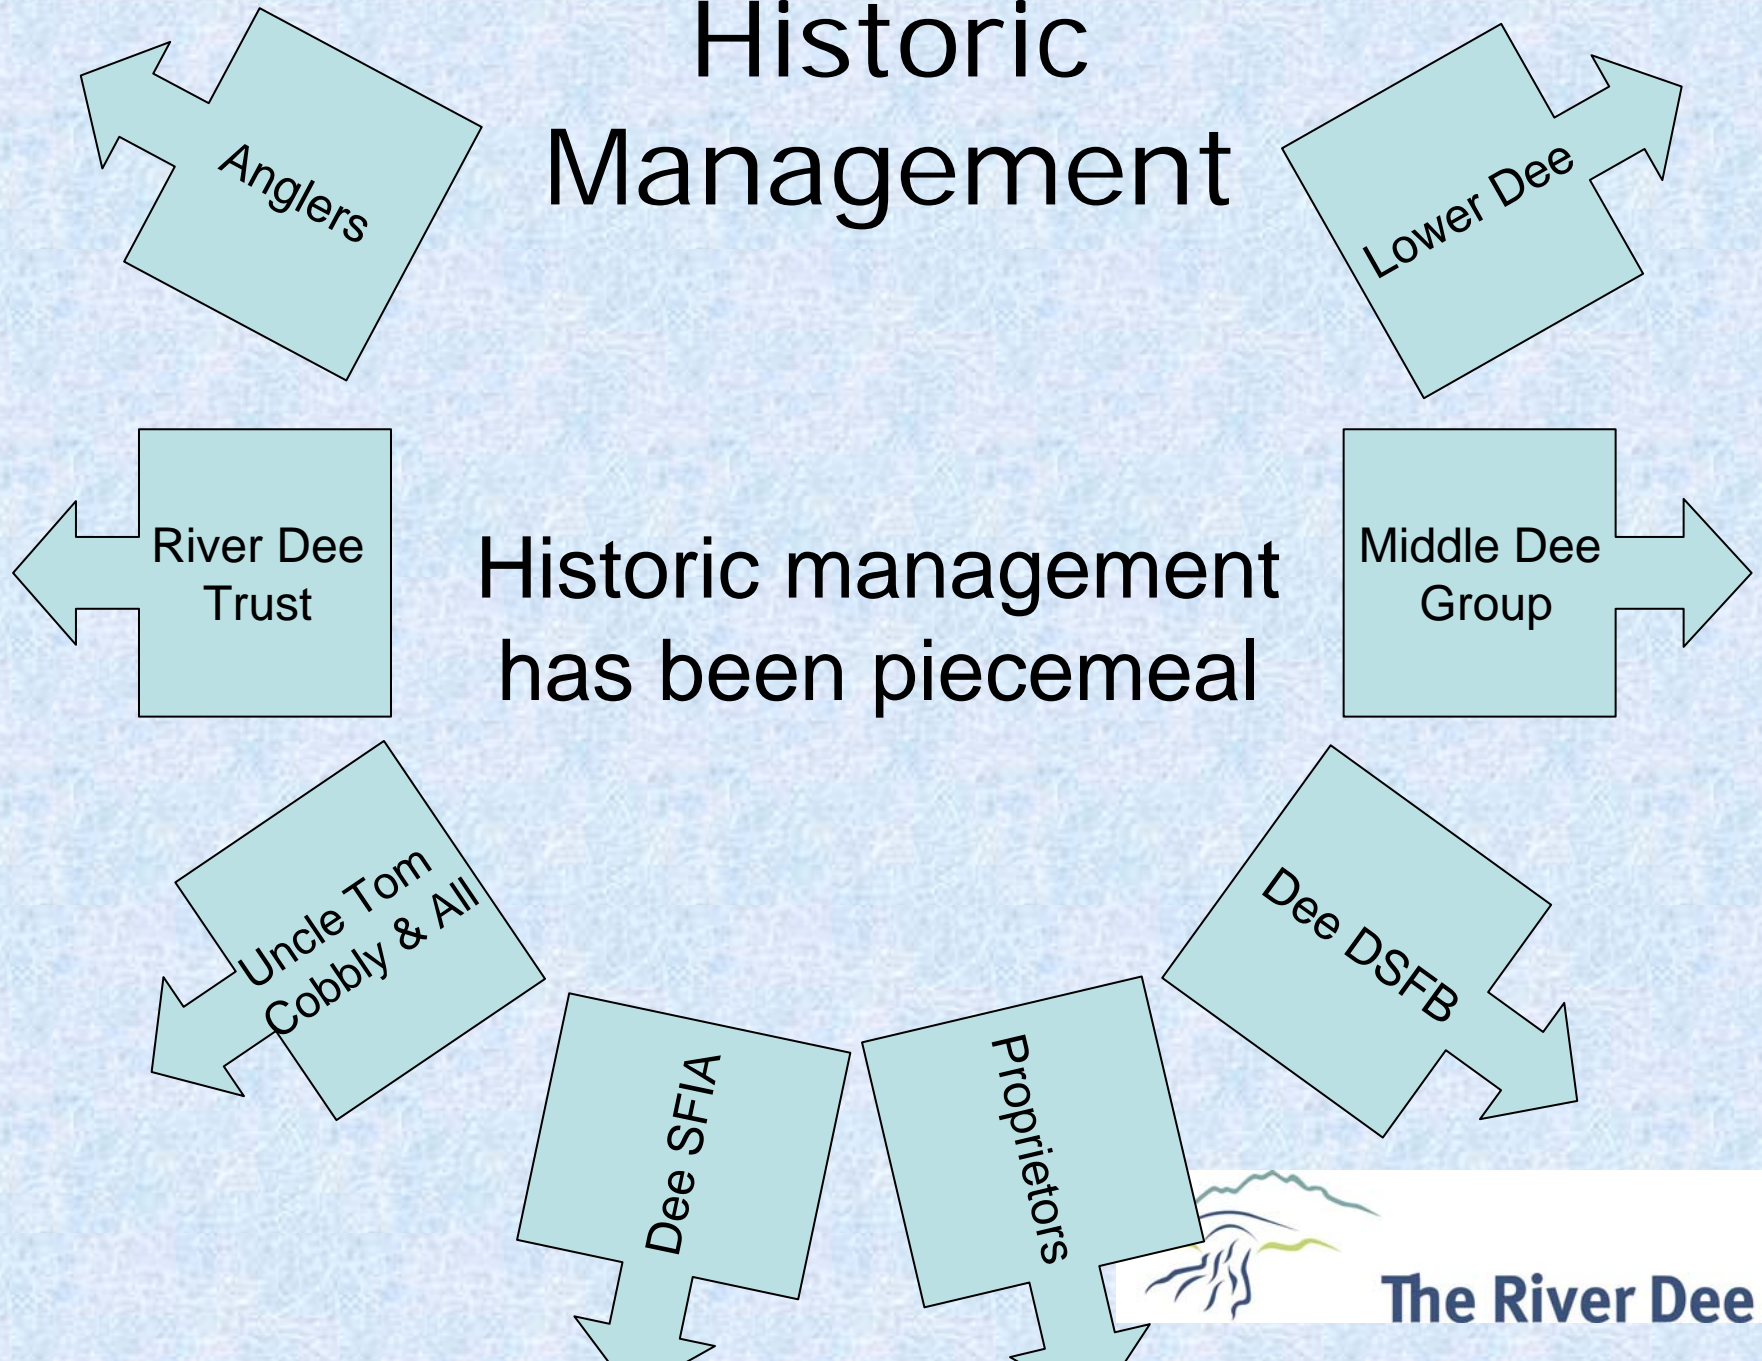 Historic
Management
Anglers
Lower Dee
River Dee
Trust
Historic management
has been piecemeal
Middle Dee
Group
Uncle Tom
Cobbly & All
Dee DSFB
Dee SFIA
Proprietors
The River Dee